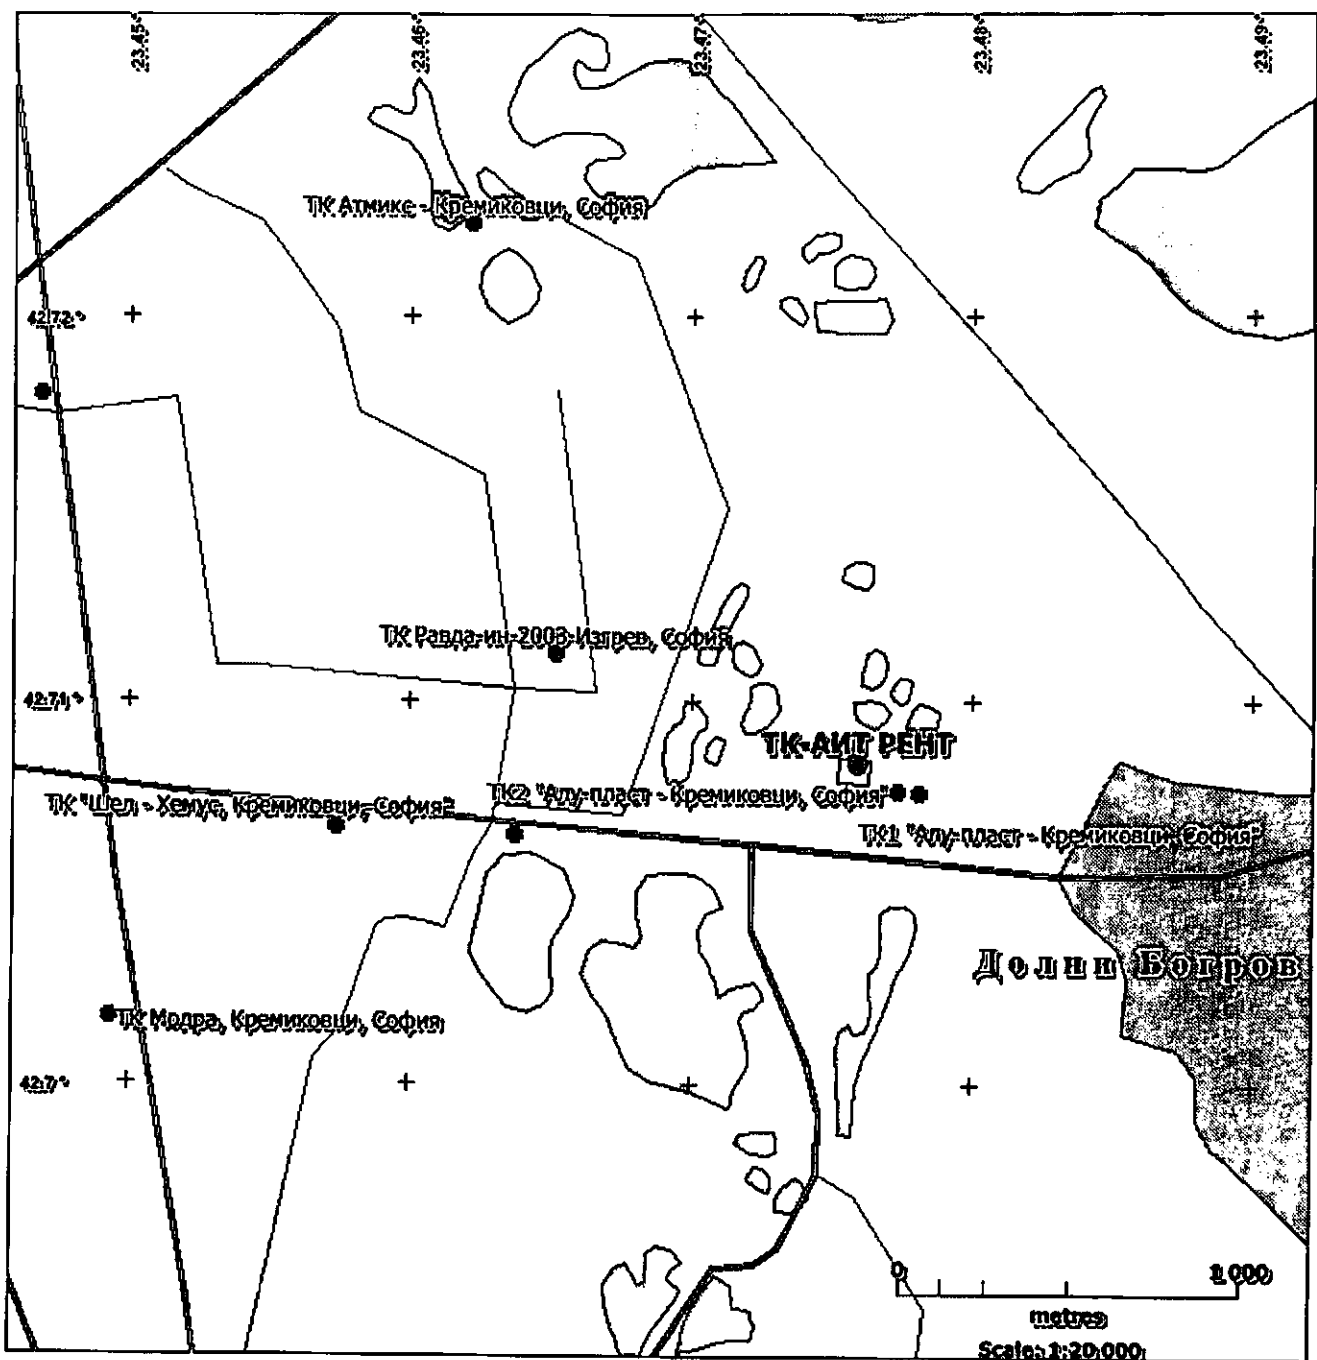 23.45°
23.46°
23.47°
23.48°
23.49°
ТК Атмикс - Кремиковци, София
42.72°
ТК Равда-ин-2003-Изгрев, София
42.71°
ТК-АИТ РЕНТ
ТК "Шел - Хемус, Кремиковци-София"
ТК2 "Алу-пласт - Кремиковци, София"
ТК1 "Алу-пласт - Кремиковци (София"
Долни Богров
ТК Модра, Кремиковци, София
42.7°
0
1 000
metres
Scale: 1:20 000